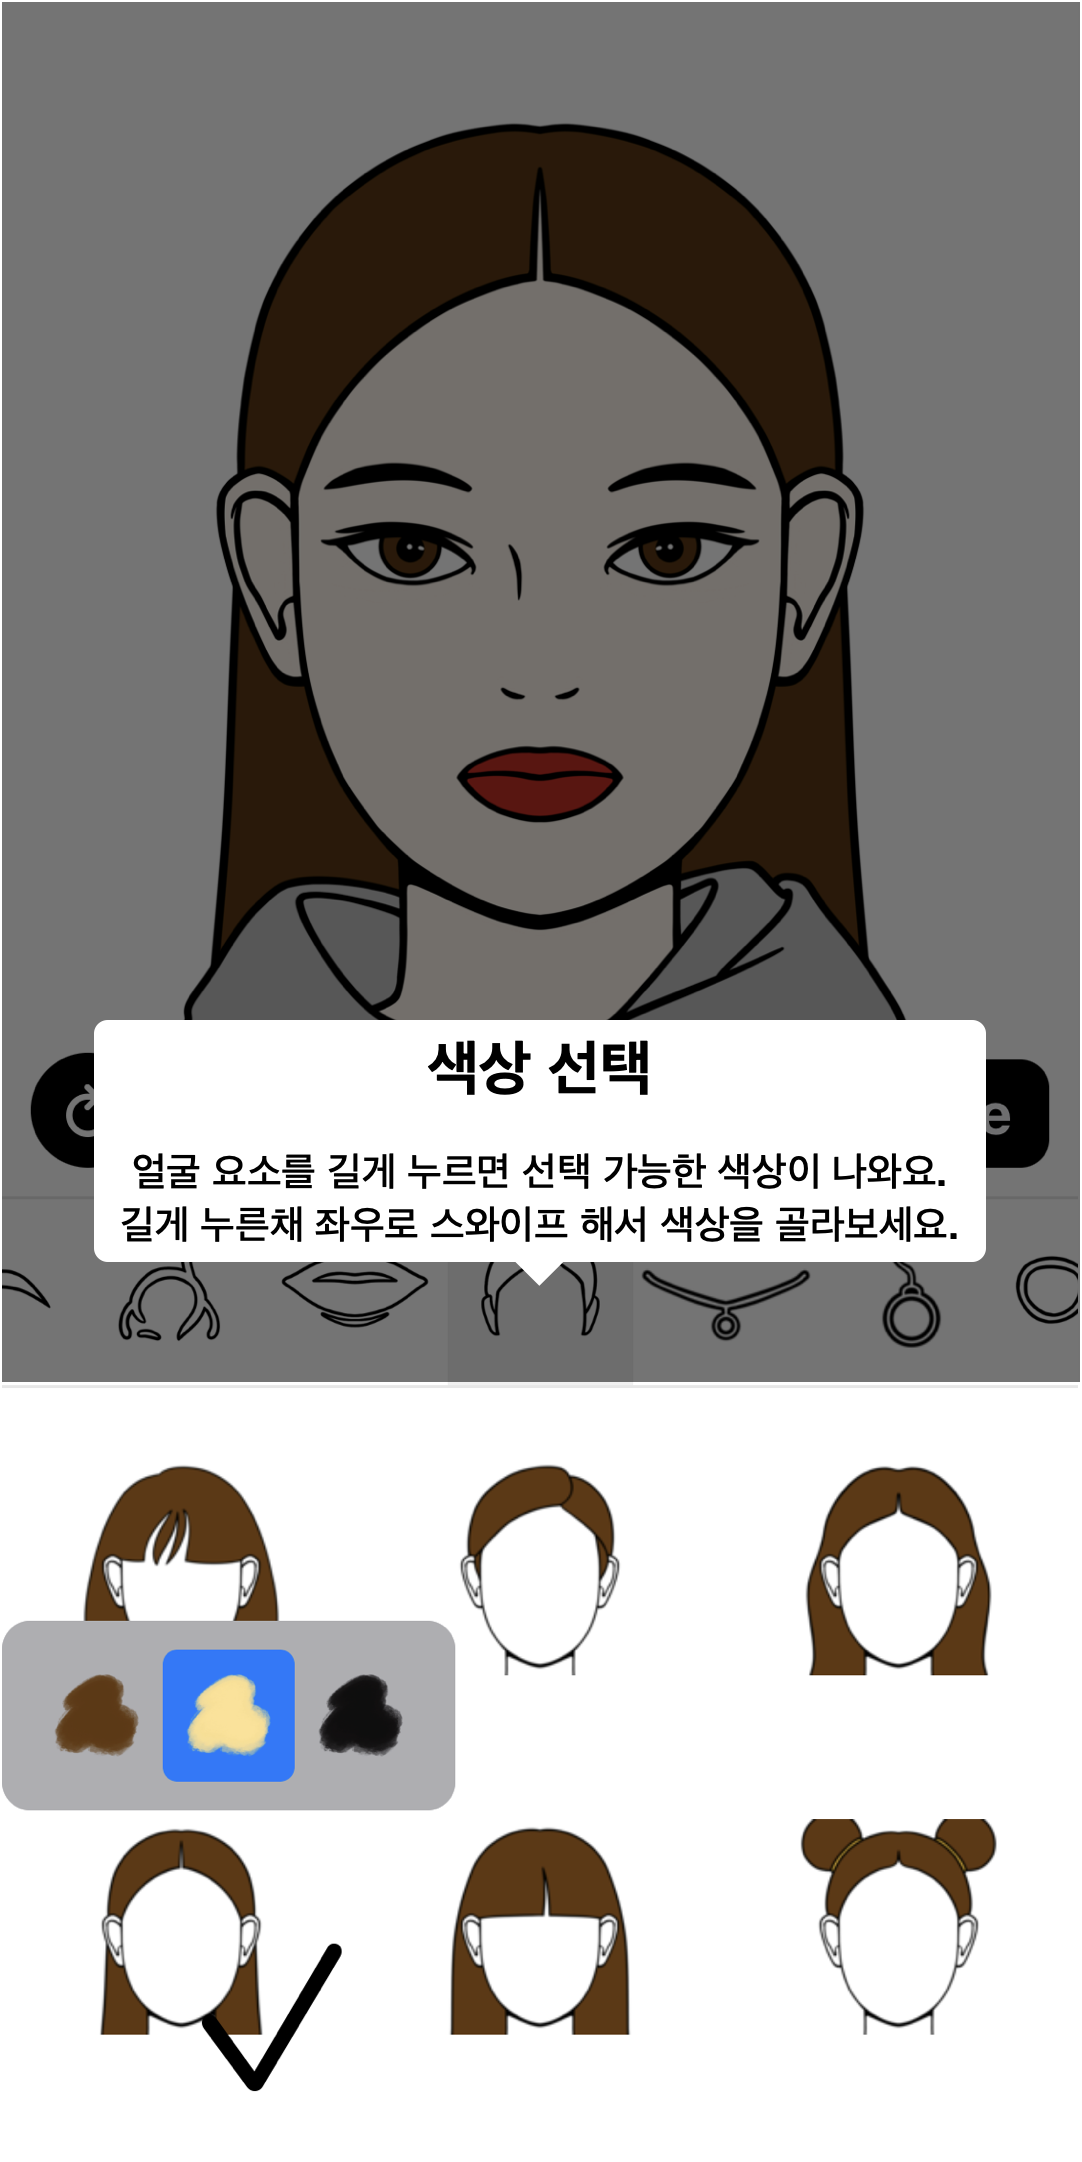 색상 선택
얼굴 요소를 길게 누르면 선택 가능한 색상이 나와요.
길게 누른채 좌우로 스와이프 해서 색상을 골라보세요.
e